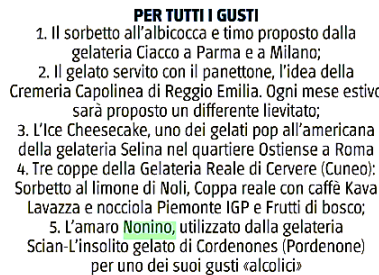 PER TUTTI I GUSTI
1. Il sorbetto all'albicocca e timo proposto dalla
gelateria Ciacco a Parma e a Milano;
2. Il gelato servito con il panettone, l'idea della
Cremeria Capolinea di Reggio Emilia. Ogni mese estivo
sarà proposto un differente lievitato;
3. L'Ice Cheesecake, uno dei gelati pop all'americana
della gelateria Selina nel quartiere Ostiense a Roma
4. Tre coppe della Gelateria Reale di Cervere (Cuneo):
Sorbetto al limone di Noli, Coppa reale con caffè Kava
Lavazza e nocciola Piemonte IGP e Frutti di bosco;
5. L'amaro Nonino, utilizzato dalla gelateria
Scian-L'insolito gelato di Cordenones (Pordenone)
per uno dei suoi gusti «alcolici»